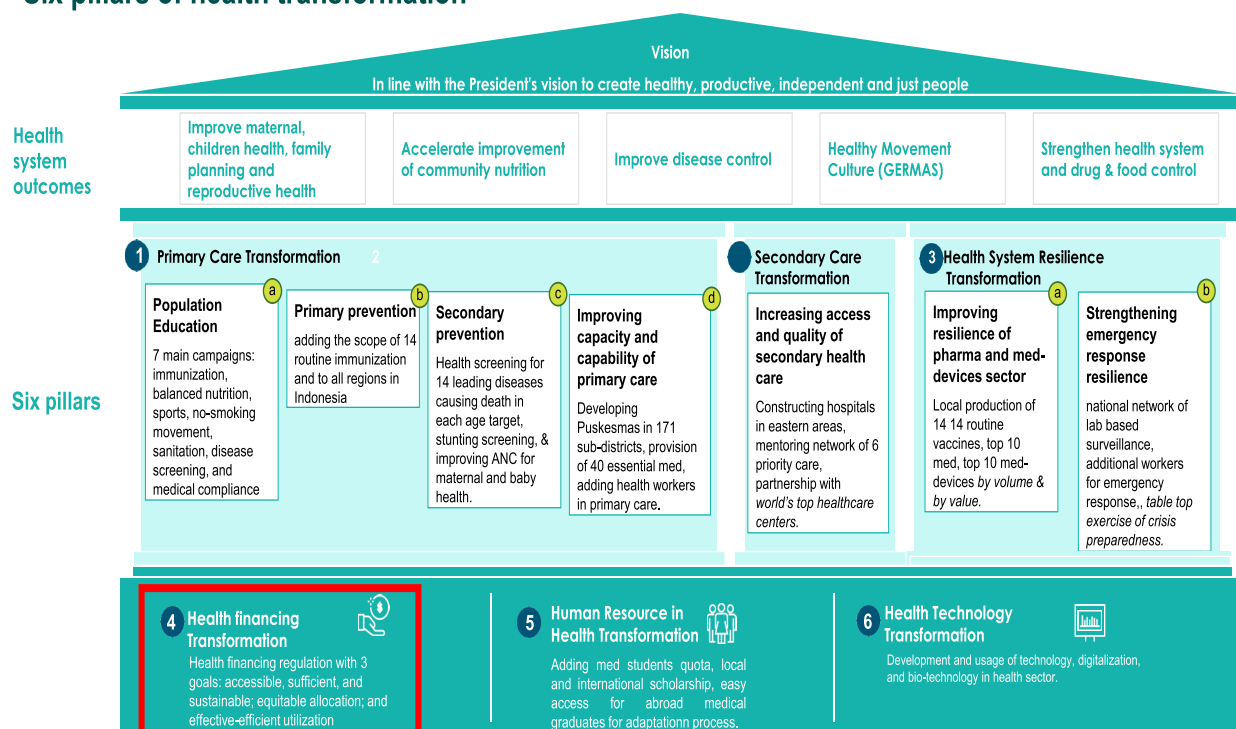 Six pillars of health transformation
Vision
In line with the President's vision to create healthy, productive, independent and just people
Health
system
outcomes
Improve maternal,
children health, family
planning and
reproductive health
Accelerate improvement
of community nutrition
Improve disease control
Healthy Movement
Culture (GERMAS)
Strengthen health system
and drug & food control
Six pillars
1 Primary Care Transformation 2
a
Population
Education
7 main campaigns:
immunization,
balanced nutrition,
sports, no-smoking
movement,
sanitation, disease
screening, and
medical compliance
b
Primary prevention
adding the scope of 14
routine immunization
and to all regions in
Indonesia
c
Secondary
prevention
Health screening for
14 leading diseases
causing death in
each age target,
stunting screening, &
improving ANC for
maternal and baby
health.
d
Improving
capacity and
capability of
primary care
Developing
Puskesmas in 171
sub-districts, provision
of 40 essential med,
adding health workers
in primary care.
Secondary Care
Transformation
Increasing access
and quality of
secondary health
care
Constructing hospitals
in eastern areas,
mentoring network of 6
priority care,
partnership with
world's top healthcare
centers.
3 Health System Resilience
Transformation
a
Improving
resilience of
pharma and med-
devices sector
Local production of
14 14 routine
vaccines, top 10
med, top 10 med-
devices by volume &
by value.
b
Strengthening
emergency
response
resilience
national network of
lab based
surveillance,
additional workers
for emergency
response,, table top
exercise of crisis
preparedness.
4 Health financing
Transformation
Health financing regulation with 3
goals: accessible, sufficient, and
sustainable; equitable allocation; and
effective-efficient utilization
5 Human Resource in
Health Transformation
Adding med students quota, local
and international scholarship, easy
access for abroad medical
graduates for adaptationn process.
6 Health Technology
Transformation
Development and usage of technology, digitalization,
and bio-technology in health sector.